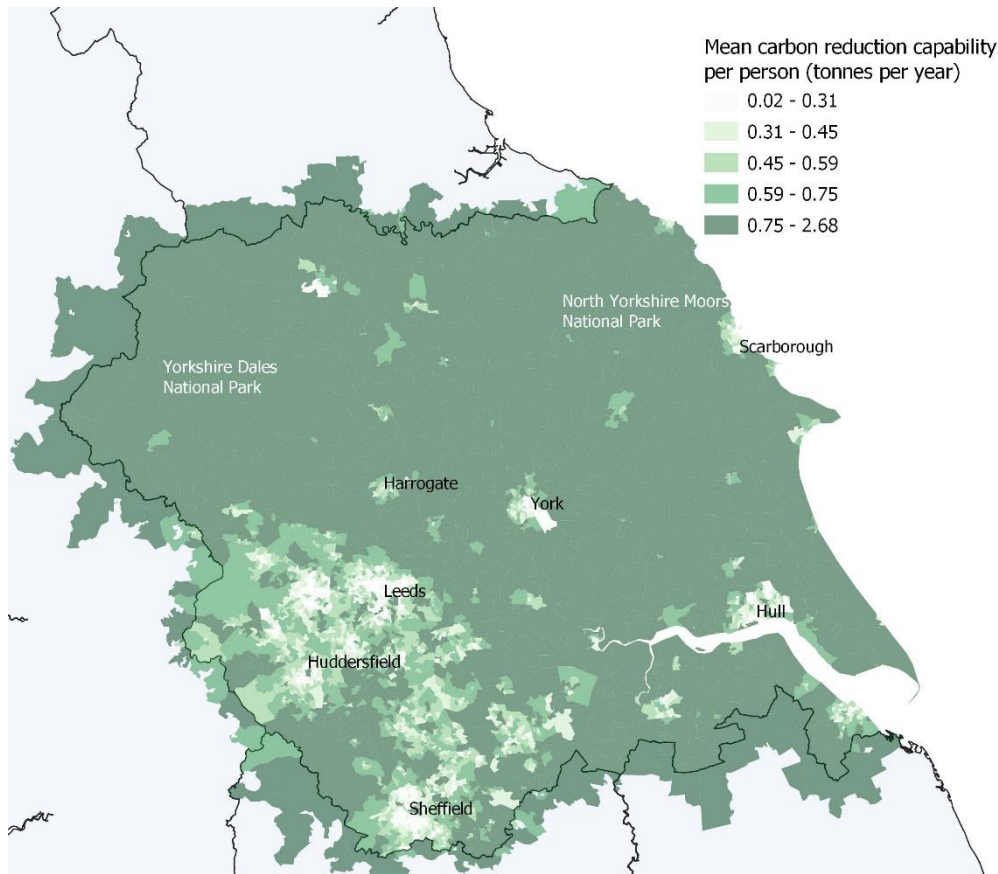 Mean carbon reduction capability
per person (tonnes per year)
0.02 - 0.31
0.31 - 0.45
0.45 - 0.59
0.59 - 0.75
0.75 - 2.68
North Yorkshire Moors
National Park
Scarborough
Yorkshire Dales
National Park
Harrogate
York
Leeds
Hull
Huddersfield
Sheffield